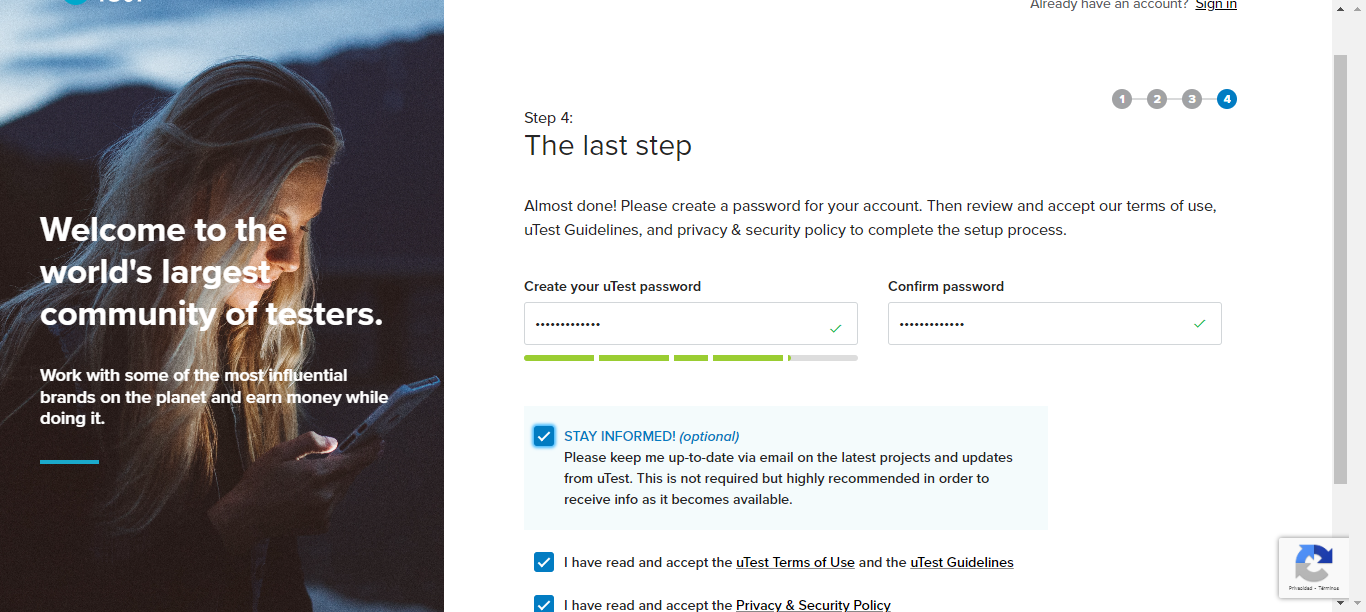 Already have an account? Sign in
1 2 3 4
Step 4:
The last step
Almost done! Please create a password for your account. Then review and accept our terms of use,
uTest Guidelines, and privacy & security policy to complete the setup process.
Create your uTest password
Confirm password
•••••••••••••
•••••••••••••
STAY INFORMED! (optional)
Please keep me up-to-date via email on the latest projects and updates
from uTest. This is not required but highly recommended in order to
receive info as it becomes available.
I have read and accept the uTest Terms of Use and the uTest Guidelines
I have read and accept the Privacy & Security Policy
Welcome to the
world's largest
community of testers.
Work with some of the most influential
brands on the planet and earn money while
doing it.
Privacidad - Términos